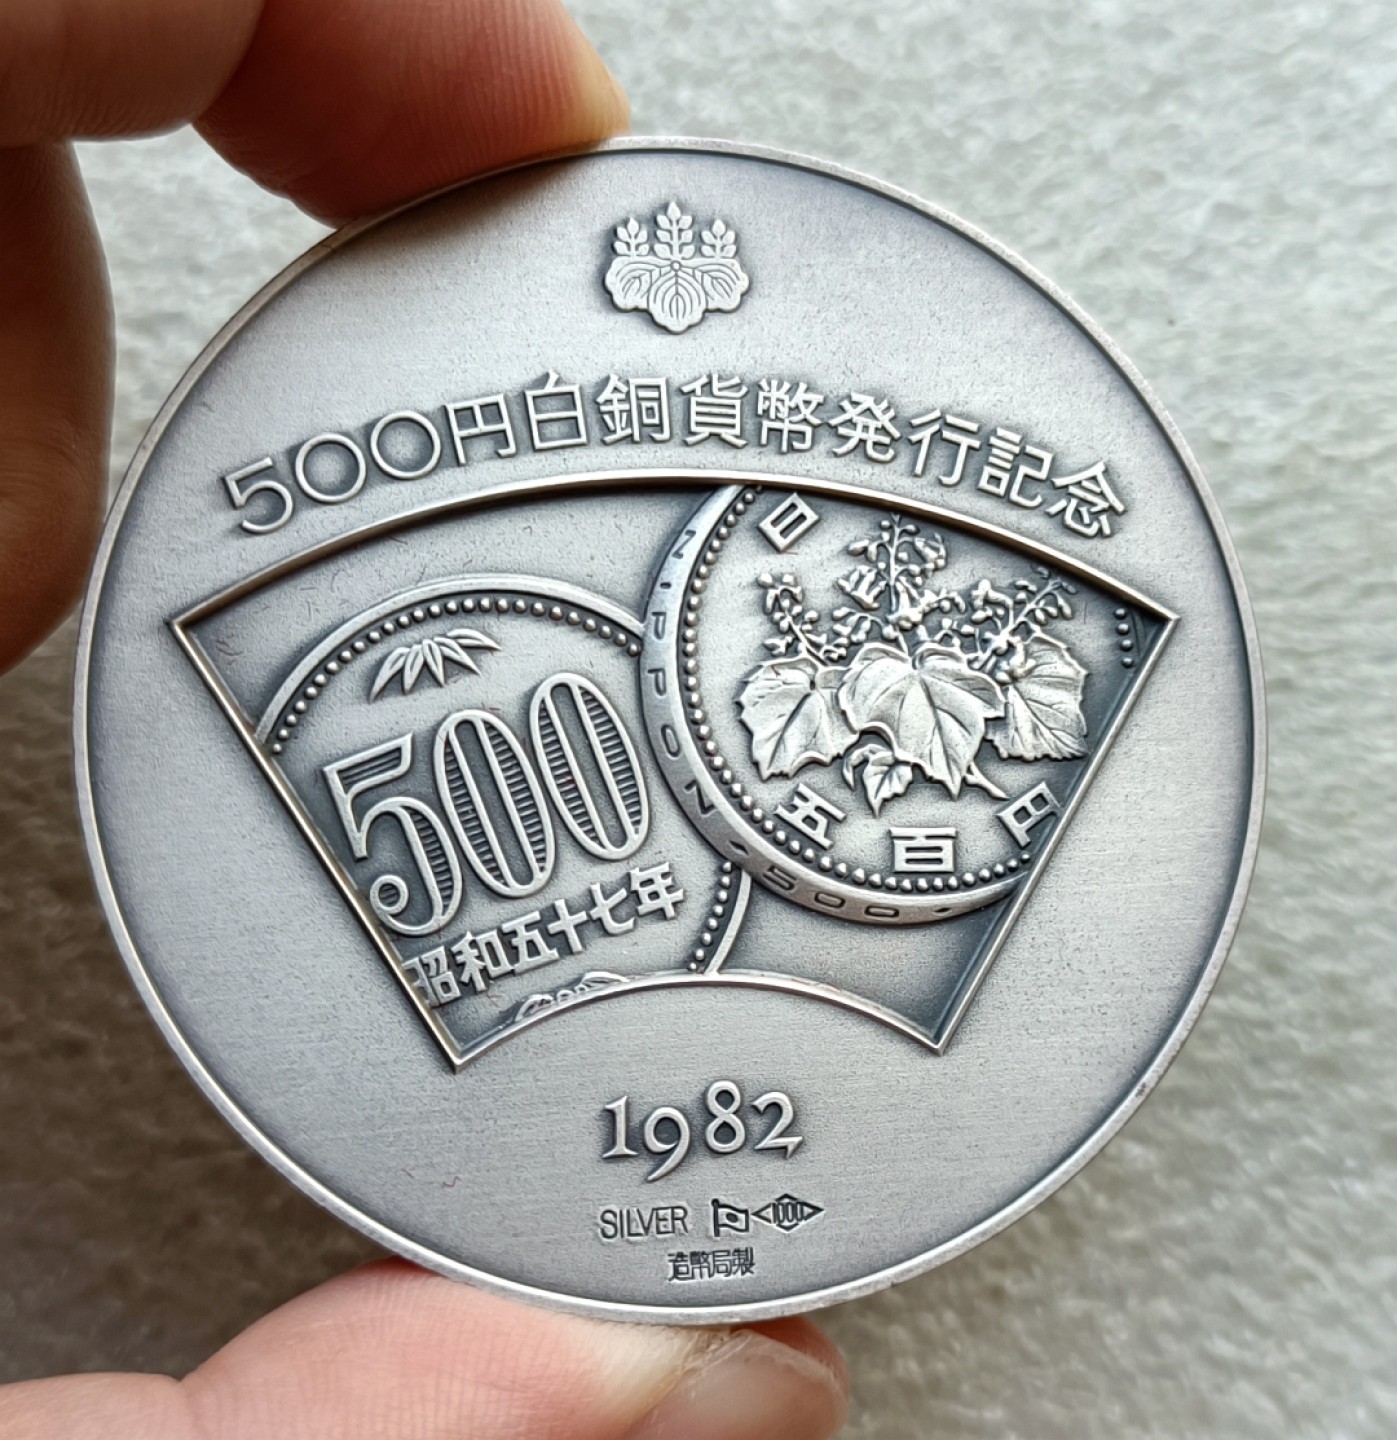 500円白銅貨幣発行記念
500
昭和五十七年
NIPPON ◆ 500 ◆
日
五百円
1982
SILVER 1000
造幣局製